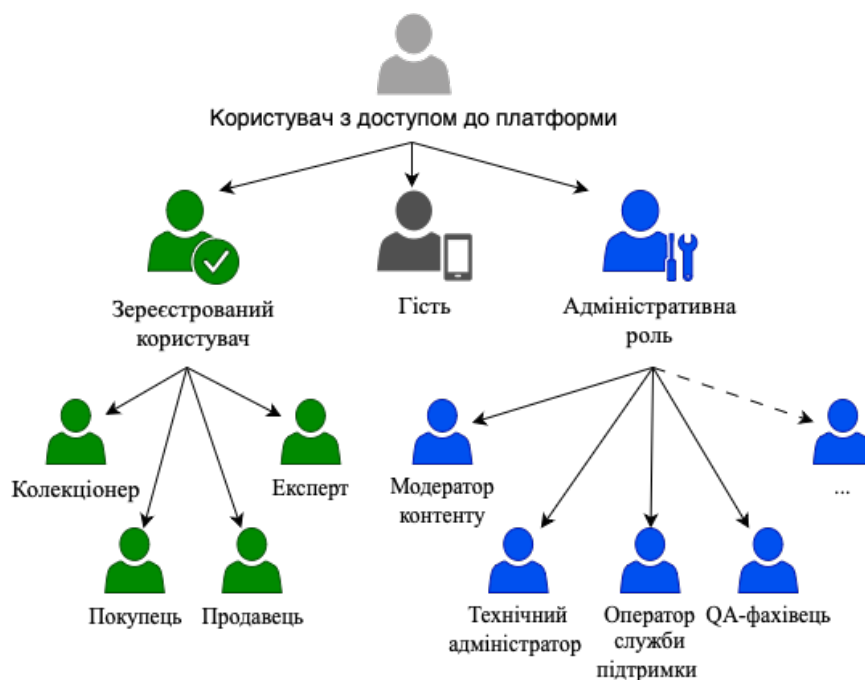 Користувач з доступом до платформи
Зереєстрований
користувач
Гість
Адміністративна
роль
Колекціонер
Експерт
Модератор
контенту
...
Покупець
Продавець
Технічний
адміністратор
Оператор
служби
підтримки
QA-фахівець